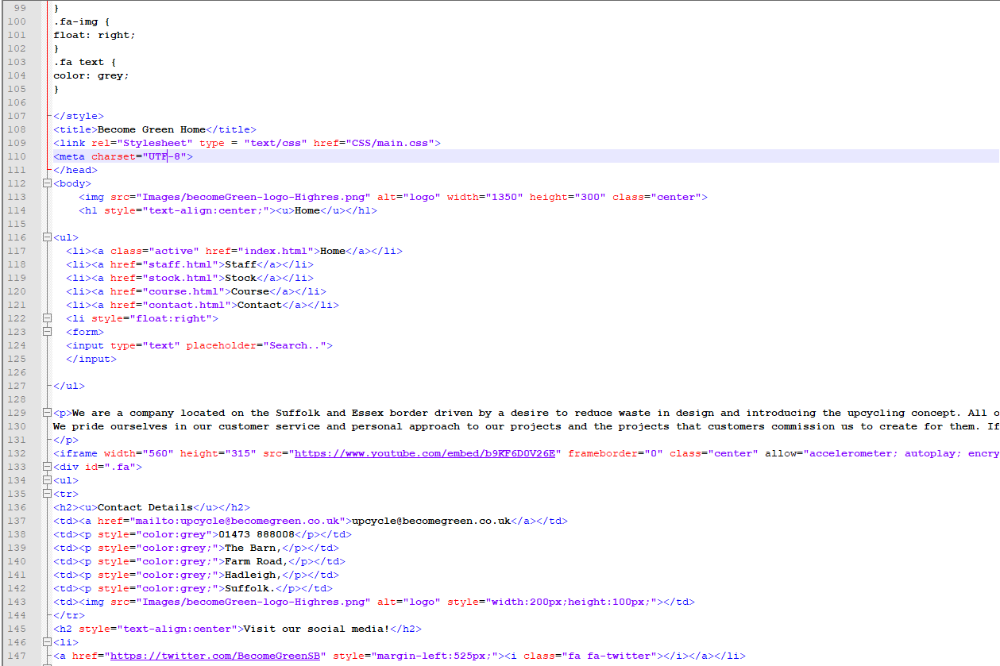 99 }
100 .fa-img {
101 float: right;
102 }
103 .fa text {
104 color: grey;
105 }
106
107 </style>
108 <title>Become Green Home</title>
109 <link rel="Stylesheet" type = "text/css" href="CSS/main.css">
110 <meta charset="UTF-8">
111 </head>
112 <body>
113 <img src="Images/becomeGreen-logo-Highres.png" alt="logo" width="1350" height="300" class="center">
114 <h1 style="text-align:center;"><u>Home</u></h1>
115
116 <ul>
117 <li><a class="active" href="index.html">Home</a></li>
118 <li><a href="staff.html">Staff</a></li>
119 <li><a href="stock.html">Stock</a></li>
120 <li><a href="course.html">Course</a></li>
121 <li><a href="contact.html">Contact</a></li>
122 <li style="float:right">
123 <form>
124 <input type="text" placeholder="Search..">
125 </input>
126
127 </ul>
128
129 <p>We are a company located on the Suffolk and Essex border driven by a desire to reduce waste in design and introducing the upcycling concept. All o
130 We pride ourselves in our customer service and personal approach to our projects and the projects that customers commission us to create for them. If
131 </p>
132 <iframe width="560" height="315" src="https://www.youtube.com/embed/b9KF6D0V26E" frameborder="0" class="center" allow="accelerometer; autoplay; encry
133 <div id=".fa">
134 <ul>
135 <tr>
136 <h2><u>Contact Details</u></h2>
137 <td><a href="mailto:upcycle@becomegreen.co.uk">upcycle@becomegreen.co.uk</a></td>
138 <td><p style="color:grey">01473 888008</p></td>
139 <td><p style="color:grey;">The Barn,</p></td>
140 <td><p style="color:grey;">Farm Road,</p></td>
141 <td><p style="color:grey;">Hadleigh,</p></td>
142 <td><p style="color:grey;">Suffolk.</p></td>
143 <td><img src="Images/becomeGreen-logo-Highres.png" alt="logo" style="width:200px;height:100px;"></td>
144 </tr>
145 <h2 style="text-align:center">Visit our social media!</h2>
146 <li>
147 <a href="https://twitter.com/BecomeGreenSB" style="margin-left:525px;"><i class="fa fa-twitter"></i></a></li>